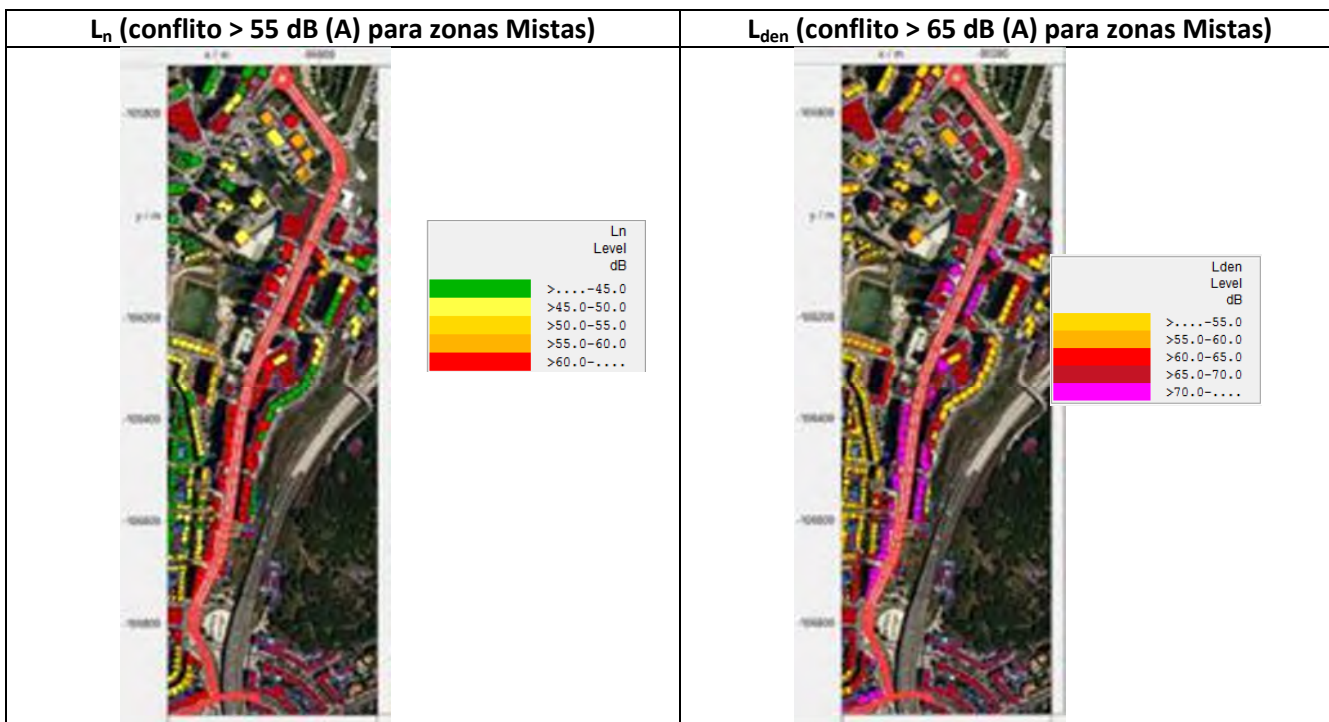 Ln (conflito > 55 dB (A) para zonas Mistas)
Lden (conflito > 65 dB (A) para zonas Mistas)
x / m
x / m
y / m
y / m
Ln
Level
dB
>....-45.0
>45.0-50.0
>50.0-55.0
>55.0-60.0
>60.0-....
Lden
Level
dB
>....-55.0
>55.0-60.0
>60.0-65.0
>65.0-70.0
>70.0-....